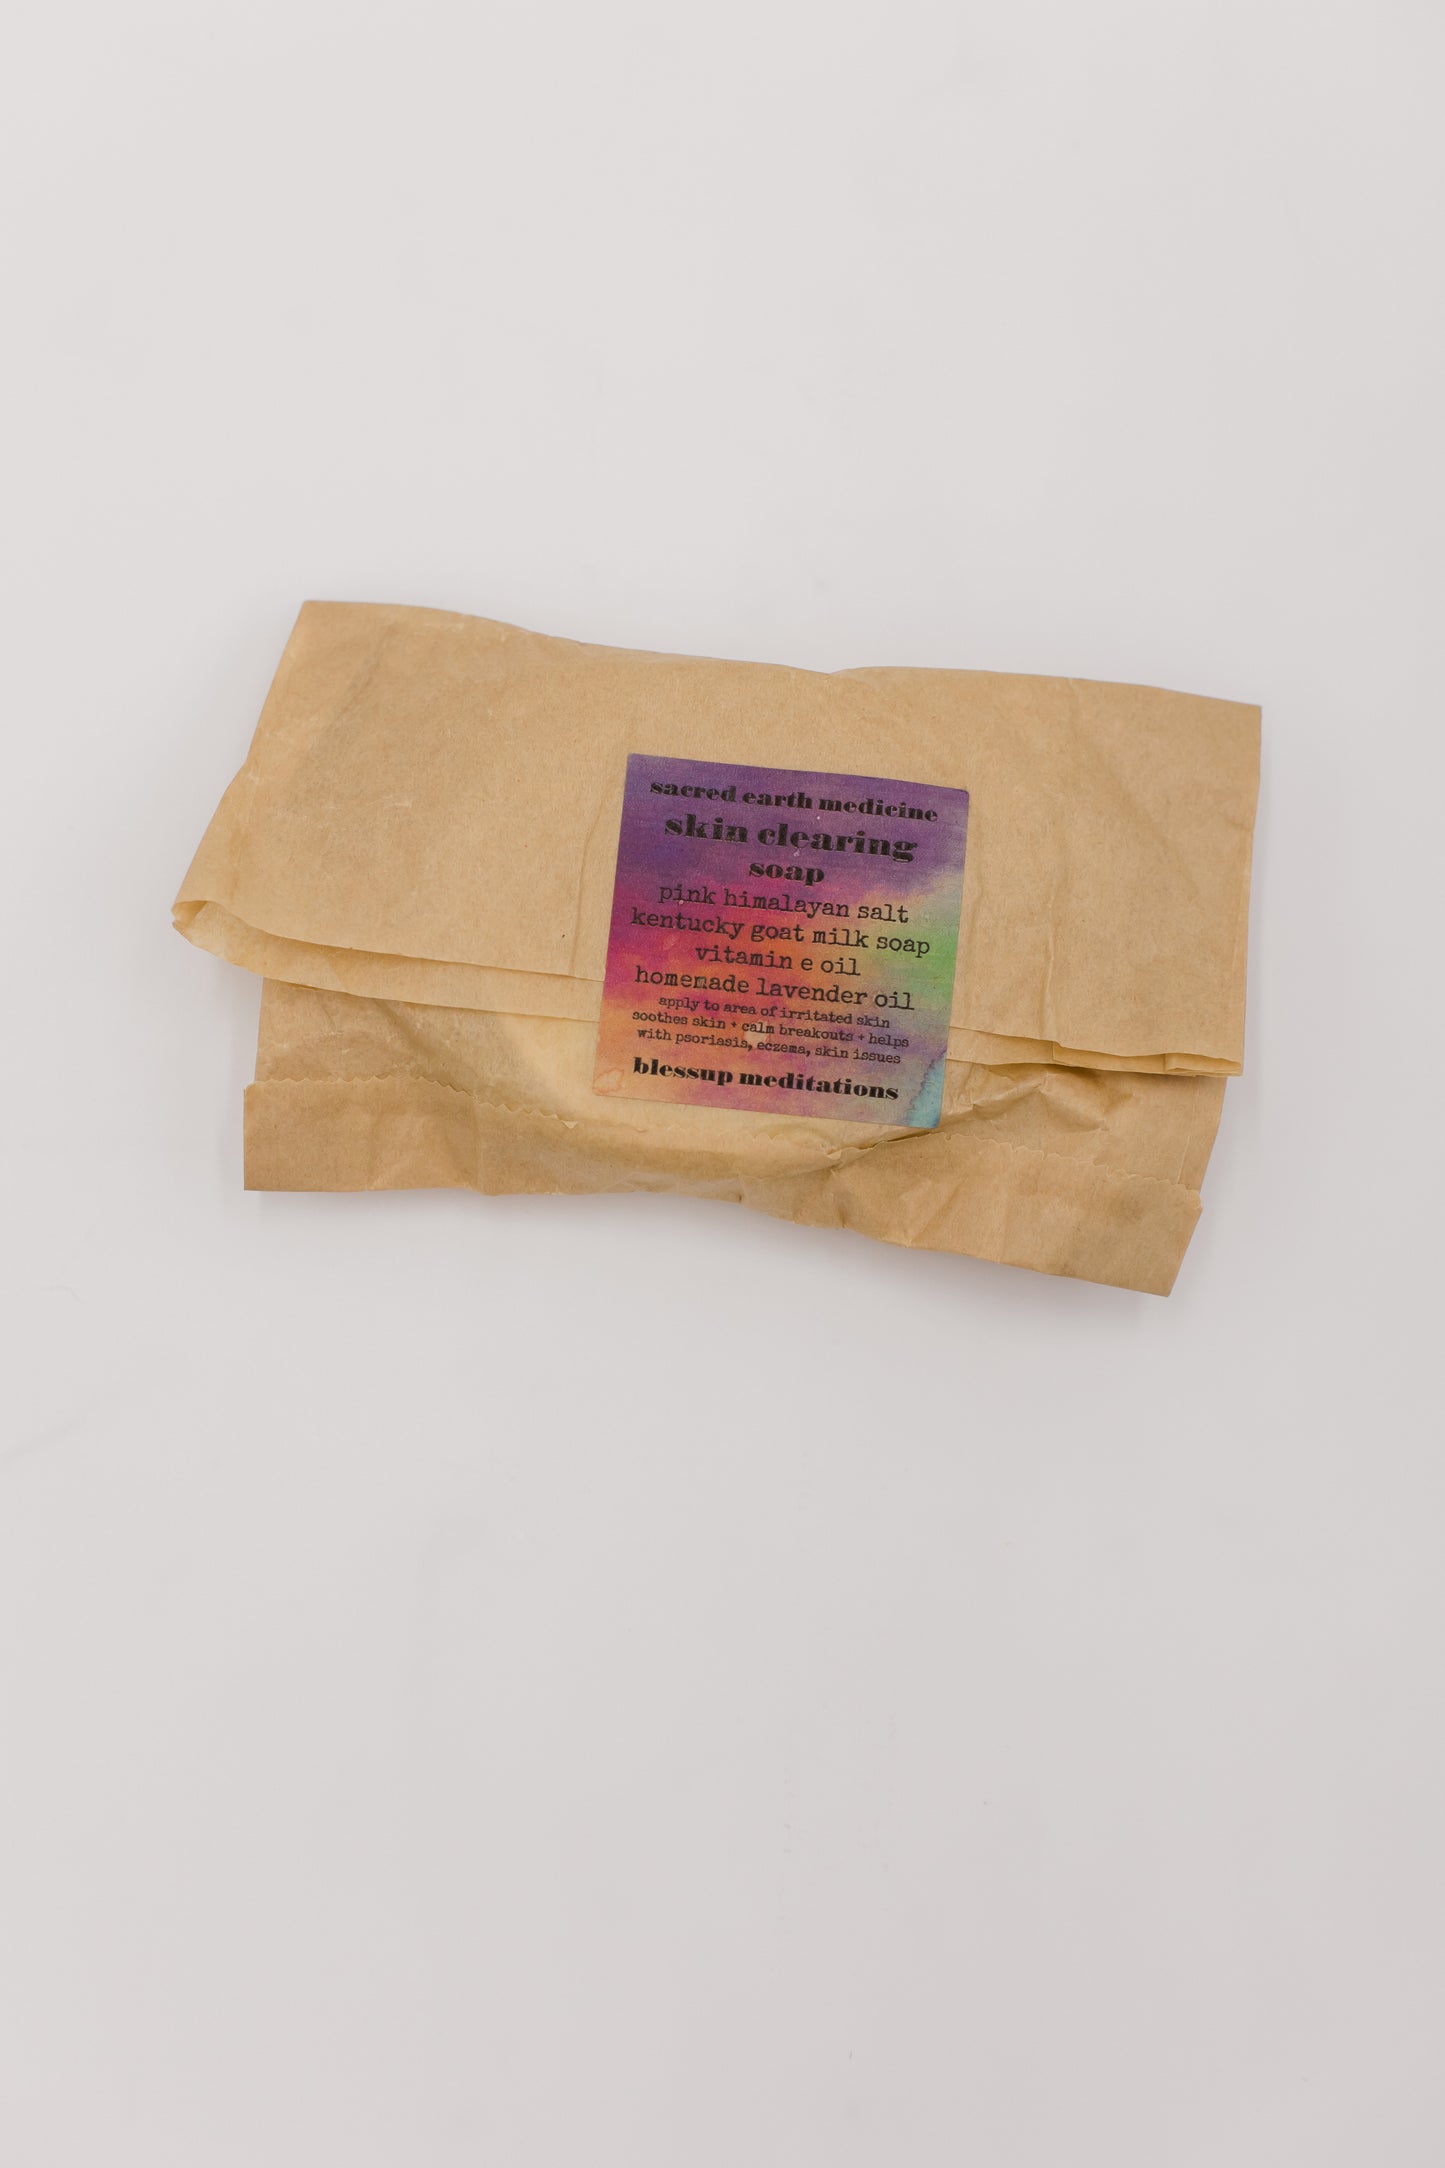 sacred earth medicine
skin clearing
soap
pink himalayan salt
kentucky goat milk soap
vitamin e oil
homemade lavender oil
apply to area of irritated skin
soothes skin + calm breakouts + helps
with psoriasis, eczema, skin issues
blessup meditations